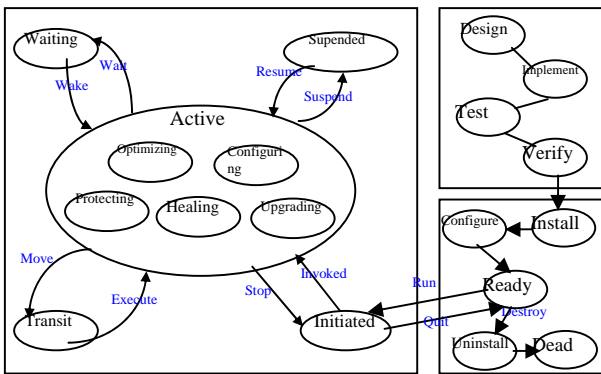 Waiting
Wait
Wake
Supended
Resume
Suspend
Active
Optimizing
Configuri
ng
Protecting
Healing
Upgrading
Move
Execute
Transit
Stop
Invoked
Initiated
Run
Quit
Design
Implement
Test
Verify
Configure
Install
Ready
Destroy
Uninstall
Dead